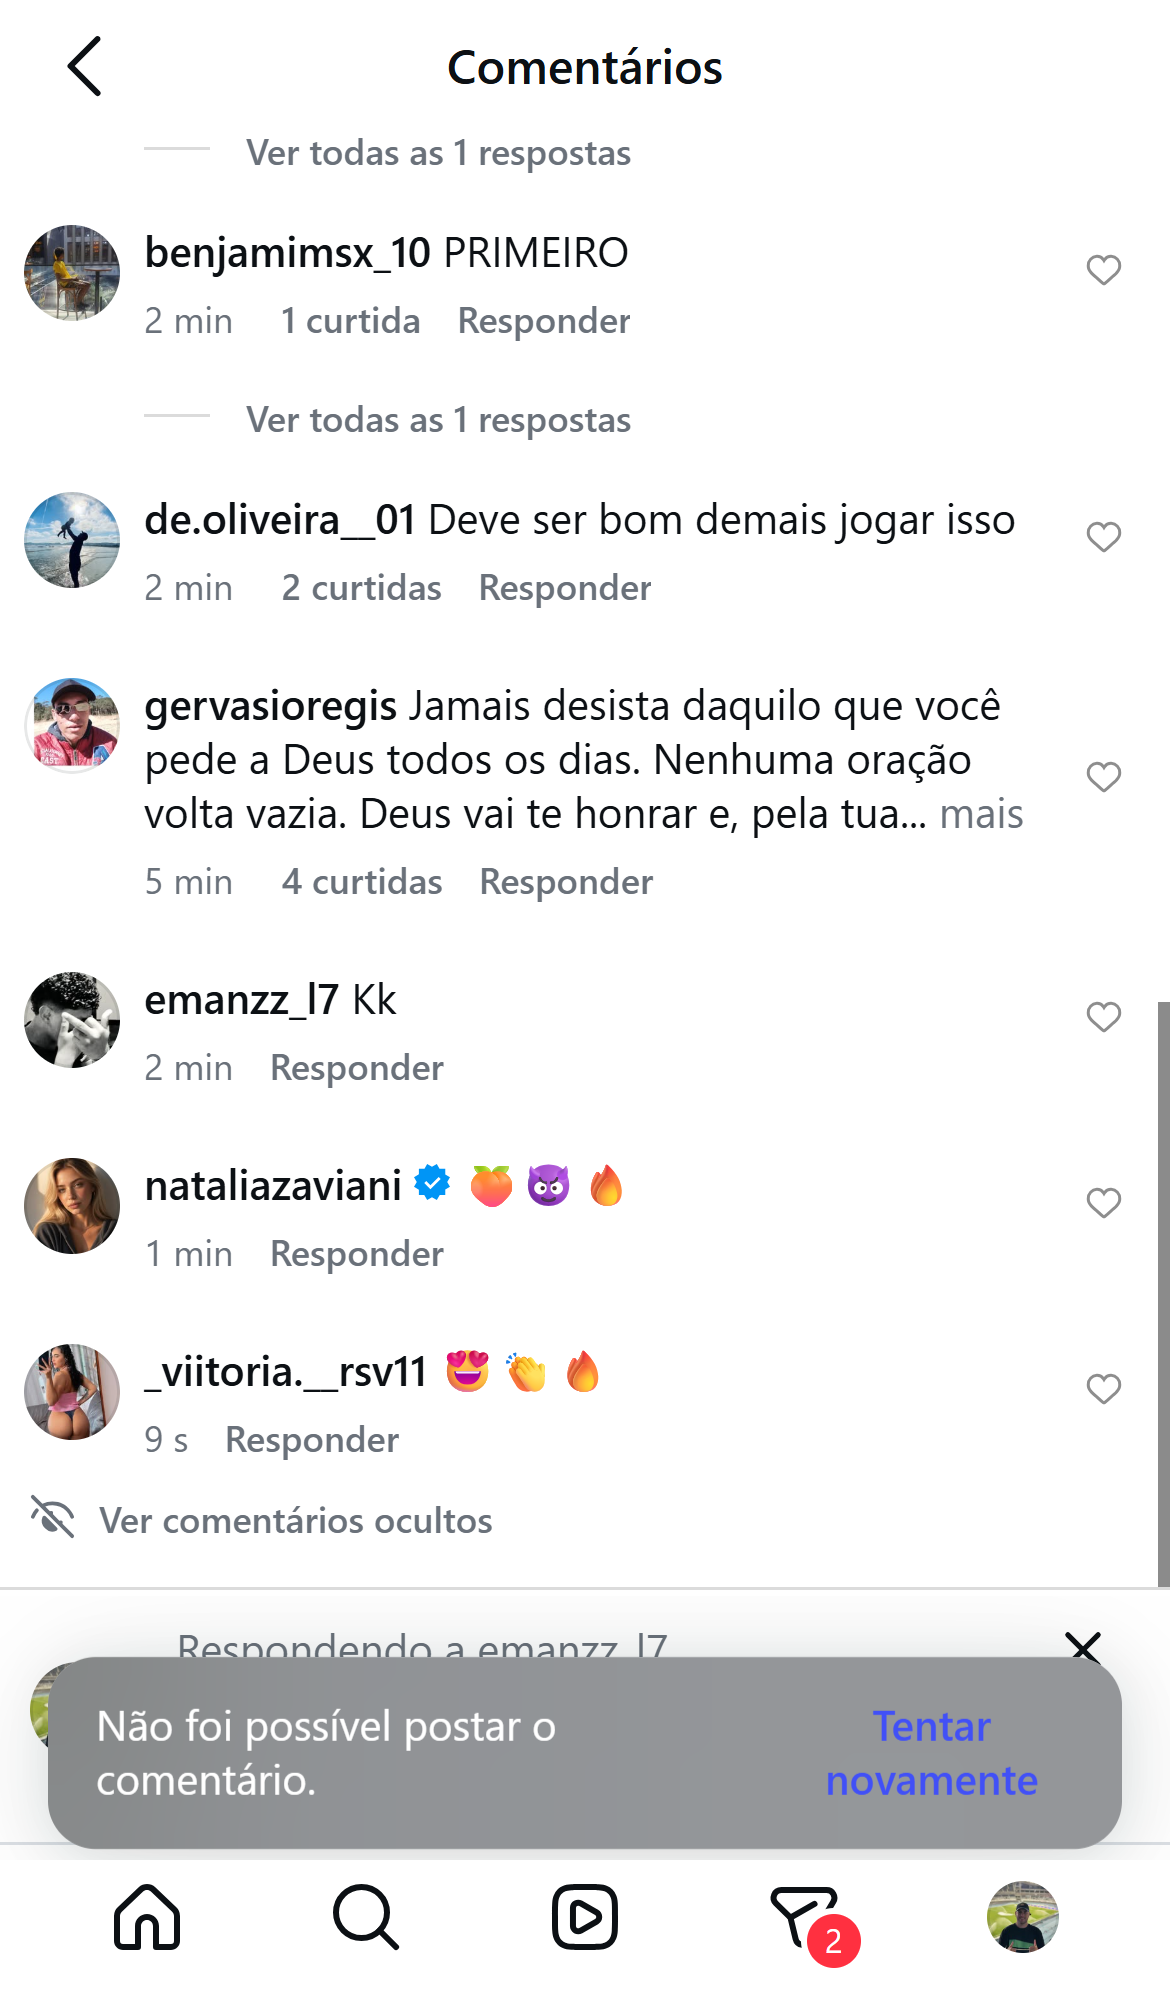 Comentários
Ver todas as 1 respostas
benjamimsx_10 PRIMEIRO
2 min 1 curtida Responder
Ver todas as 1 respostas
de.oliveira__01 Deve ser bom demais jogar isso
2 min 2 curtidas Responder
gervasioregis Jamais desista daquilo que você
pede a Deus todos os dias. Nenhuma oração
volta vazia. Deus vai te honrar e, pela tua... mais
5 min 4 curtidas Responder
emanzz_l7 Kk
2 min Responder
nataliazaviani 🍑 😈 🔥
1 min Responder
_viitoria.__rsv11 😍 👏 🔥
9 s Responder
Ver comentários ocultos
Respondendo a emanzz_l7
Não foi possível postar o
comentário.
Tentar
novamente
2